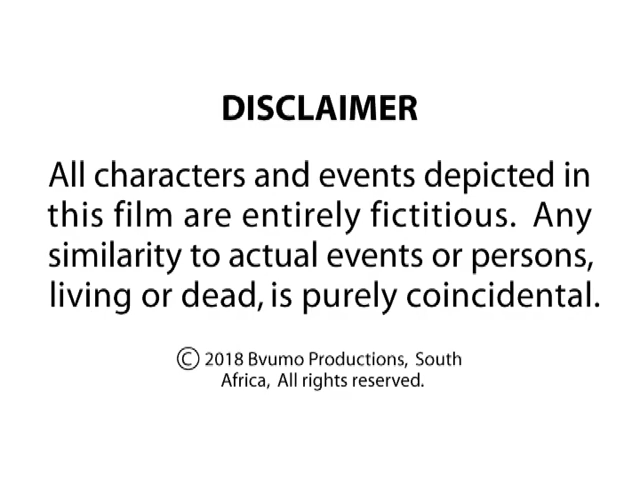 DISCLAIMER
All characters and events depicted in
this film are entirely fictitious. Any
similarity to actual events or persons,
living or dead, is purely coincidental.
© 2018 Bvumo Productions, South
Africa, All rights reserved.